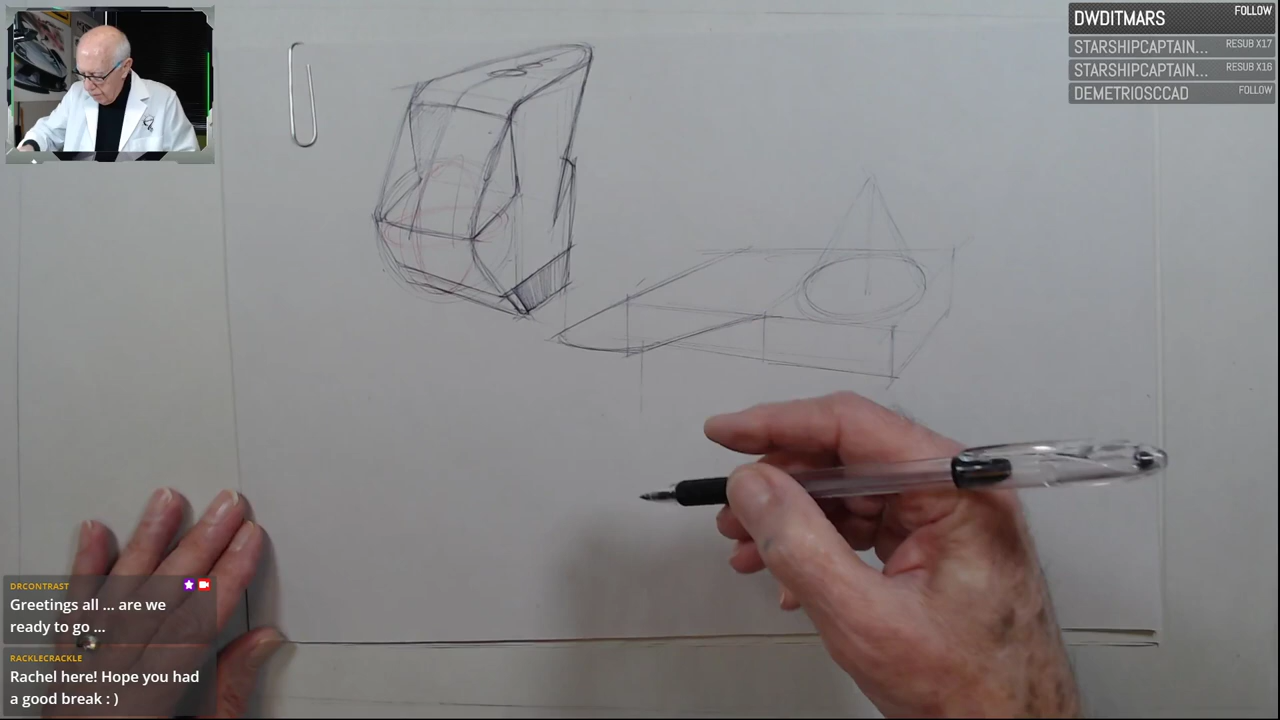 DWDITMARS FOLLOW
STARSHIPCAPTAIN... RESUB X17
STARSHIPCAPTAIN... RESUB X16
DEMETRIOSCCAD FOLLOW
DRCONTRAST
Greetings all ... are we
ready to go ...
RACKLECRACKLE
Rachel here! Hope you had
a good break : )